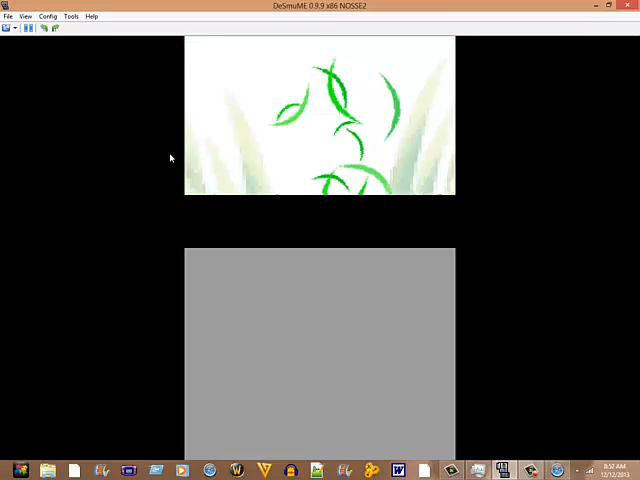 DeSmuME 0.9.9 x86 NOSSE2
File View Config Tools Help
8:52 AM
12/12/2013